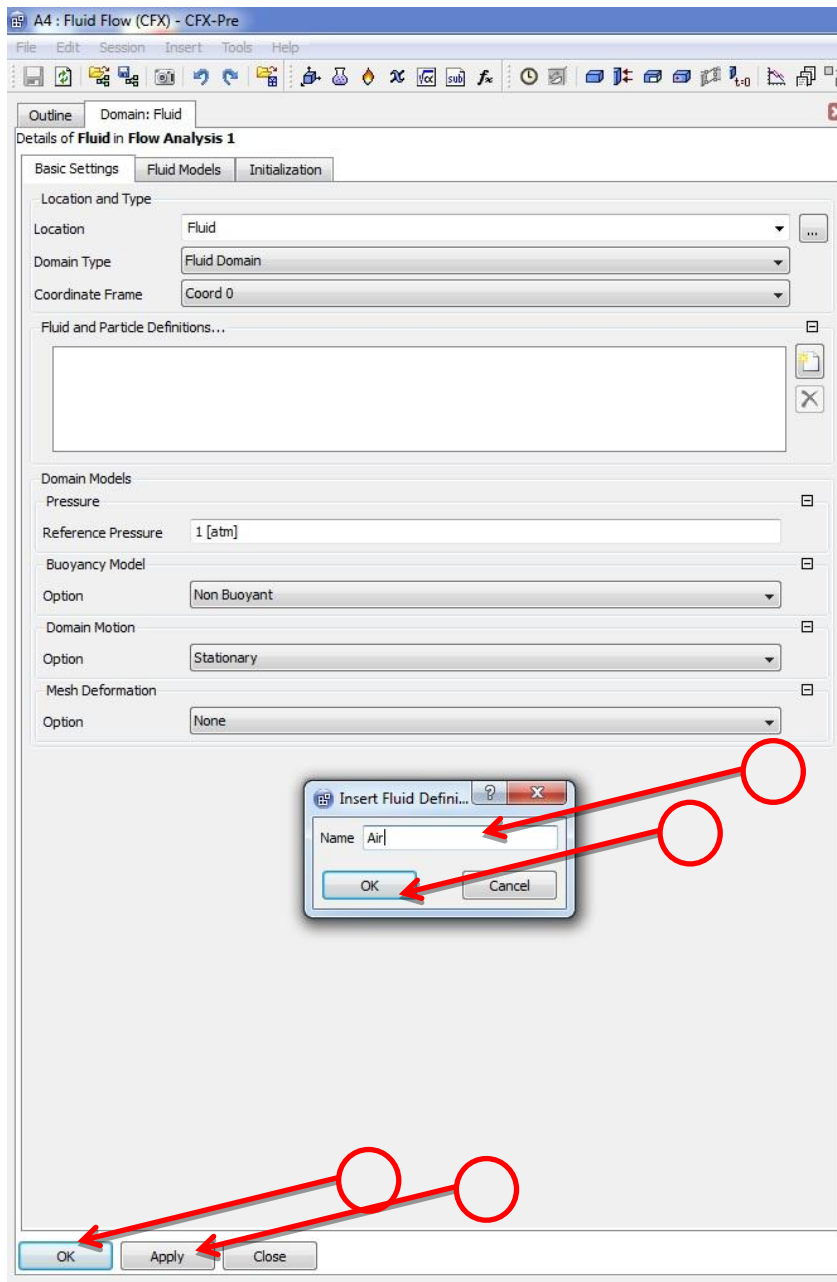 A4 : Fluid Flow (CFX) - CFX-Pre
File Edit Session Insert Tools Help
Outline Domain: Fluid
Details of Fluid in Flow Analysis 1
Basic Settings Fluid Models Initialization
Location and Type
Location Fluid ...
Domain Type Fluid Domain
Coordinate Frame Coord 0
Fluid and Particle Definitions...
Domain Models
Pressure
Reference Pressure 1 [atm]
Buoyancy Model
Option Non Buoyant
Domain Motion
Option Stationary
Mesh Deformation
Option None
Insert Fluid Defini...
Name Air
OK Cancel
OK Apply Close